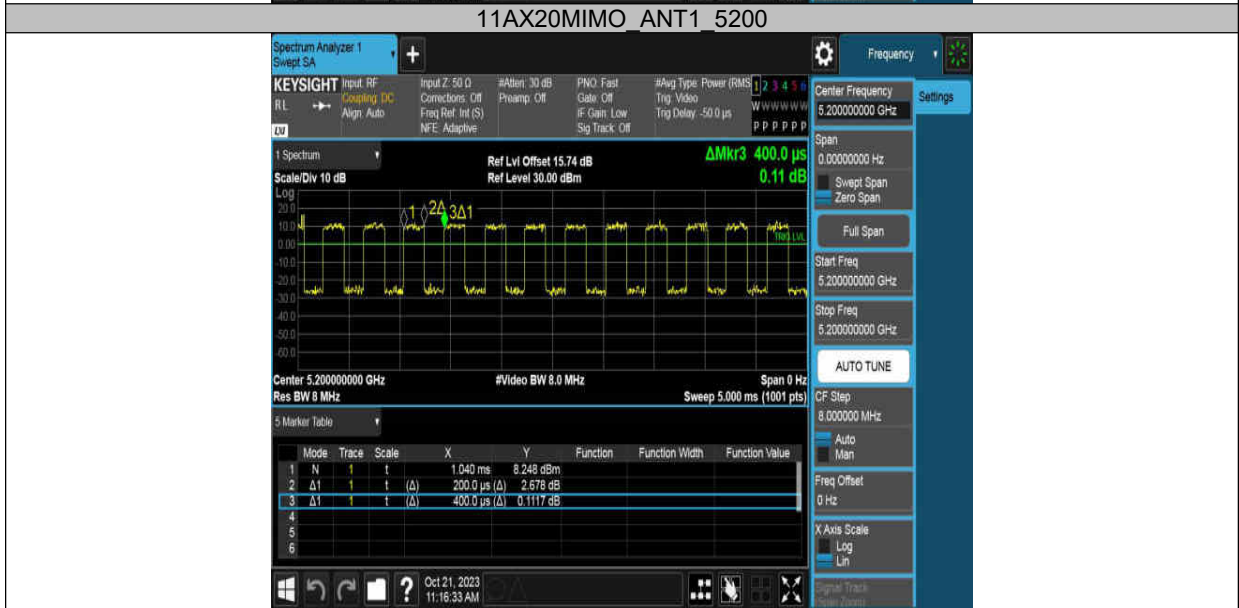 11AX20MIMO_ANT1_5200
Spectrum Analyzer 1
Swept SA
+
Frequency
KEYSIGHT
RL
Input: RF
Coupling: DC
Align: Auto
Input Z: 50 Ω
Corrections: Off
Freq Ref: Int (S)
NFE: Adaptive
#Atten: 30 dB
Preamp: Off
PNO: Fast
Gate: Off
IF Gain: Low
Sig Track: Off
#Avg Type: Power (RMS
Trig: Video
Trig Delay: -50.0 µs
1 2 3 4 5 6
W W W W W W
P P P P P P
Center Frequency
5.200000000 GHz
Settings
Span
0.00000000 Hz
Swept Span
Zero Span
Full Span
Start Freq
5.200000000 GHz
Stop Freq
5.200000000 GHz
AUTO TUNE
CF Step
8.000000 MHz
Auto
Man
Freq Offset
0 Hz
X Axis Scale
Log
Lin
Signal Track
(Span Zoom)
1 Spectrum
Scale/Div 10 dB
Ref Lvl Offset 15.74 dB
Ref Level 30.00 dBm
ΔMkr3 400.0 µs
0.11 dB
Log
20.0
10.0
0.00
-10.0
-20.0
-30.0
-40.0
-50.0
-60.0
1 2Δ 3Δ1
TRIG LVL
Center 5.200000000 GHz
Res BW 8 MHz
#Video BW 8.0 MHz
Span 0 Hz
Sweep 5.000 ms (1001 pts)
5 Marker Table
Mode Trace Scale X Y Function Function Width Function Value
1 N 1 t 1.040 ms 8.248 dBm
2 Δ1 1 t (Δ) 200.0 µs (Δ) 2.678 dB
3 Δ1 1 t (Δ) 400.0 µs (Δ) 0.1117 dB
4
5
6
?
Oct 21, 2023
11:16:33 AM